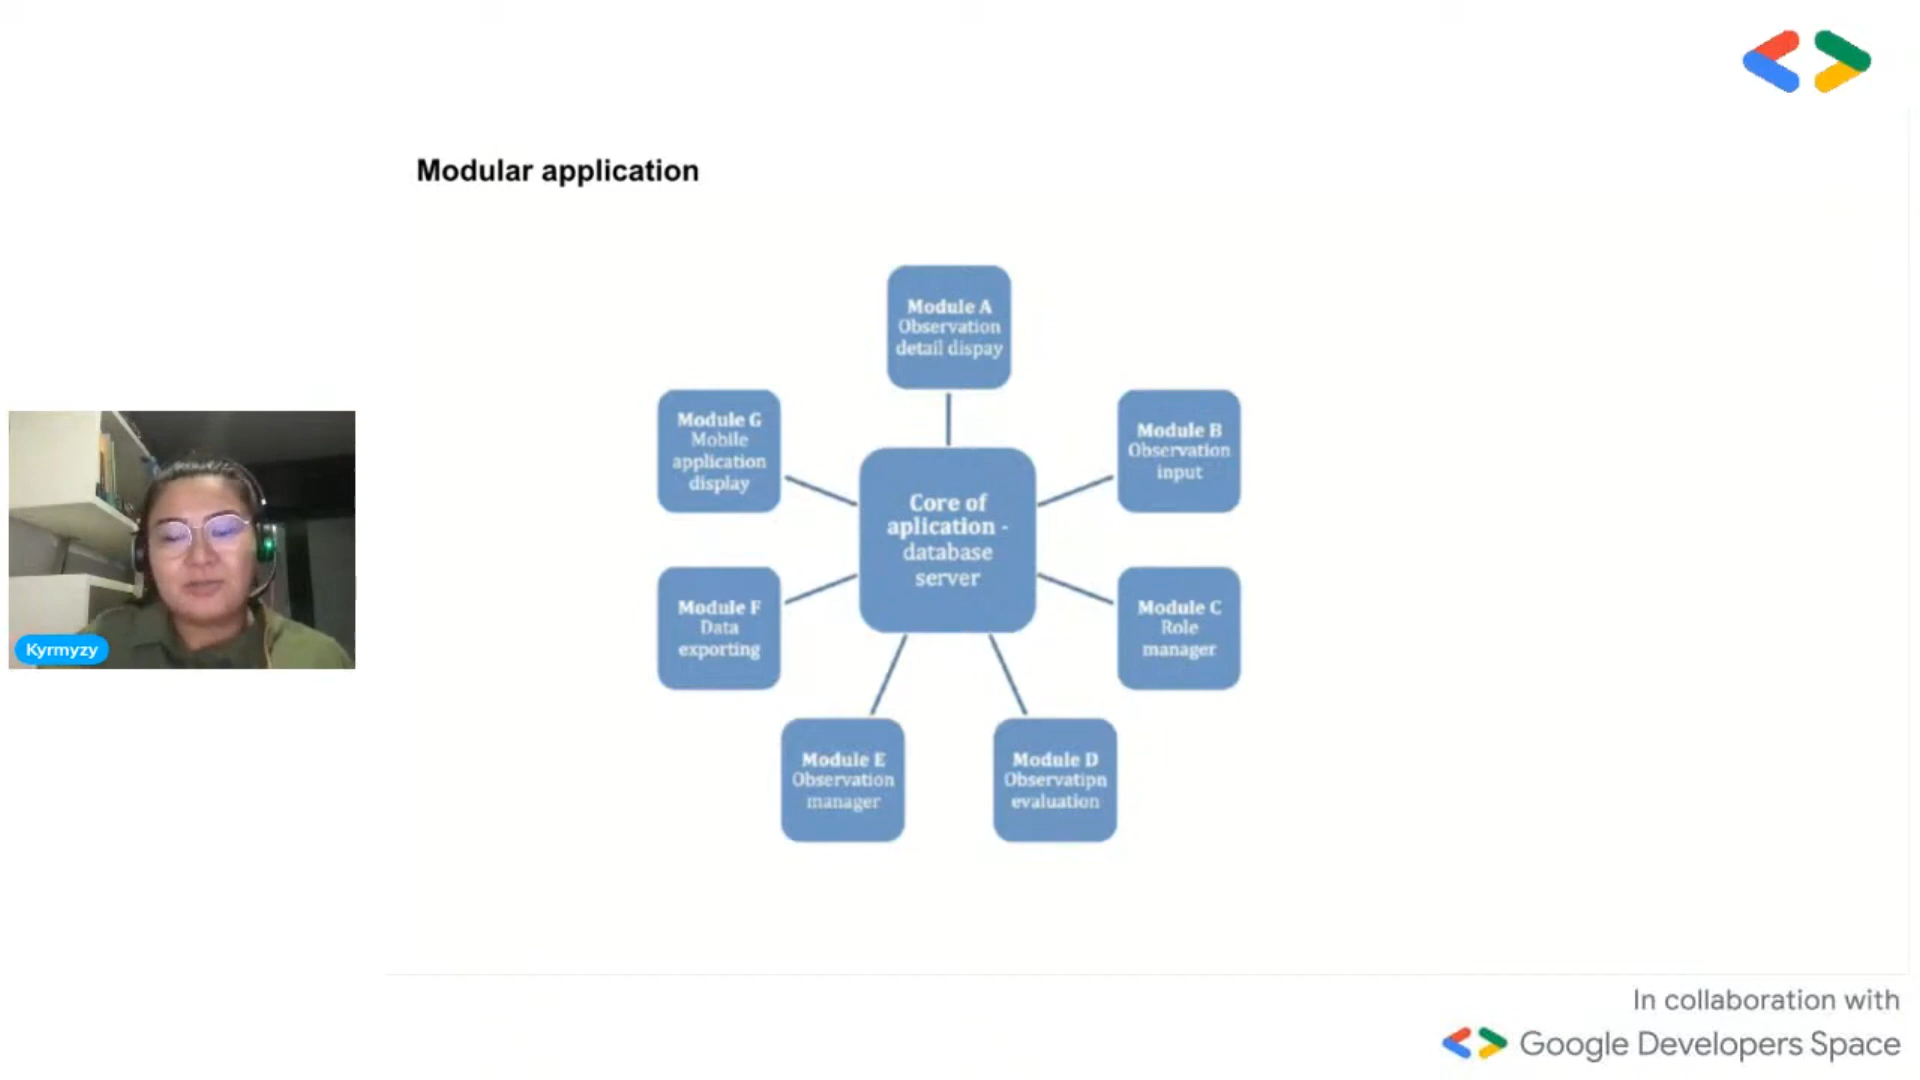 Modular application
Module A
Observation
detail dispay
Module G
Mobile
application
display
Module B
Observation
input
Core of
aplication -
database
server
Module F
Data
exporting
Module C
Role
manager
Module E
Observation
manager
Module D
Observatipn
evaluation
Kyrmyzy
In collaboration with
Google Developers Space